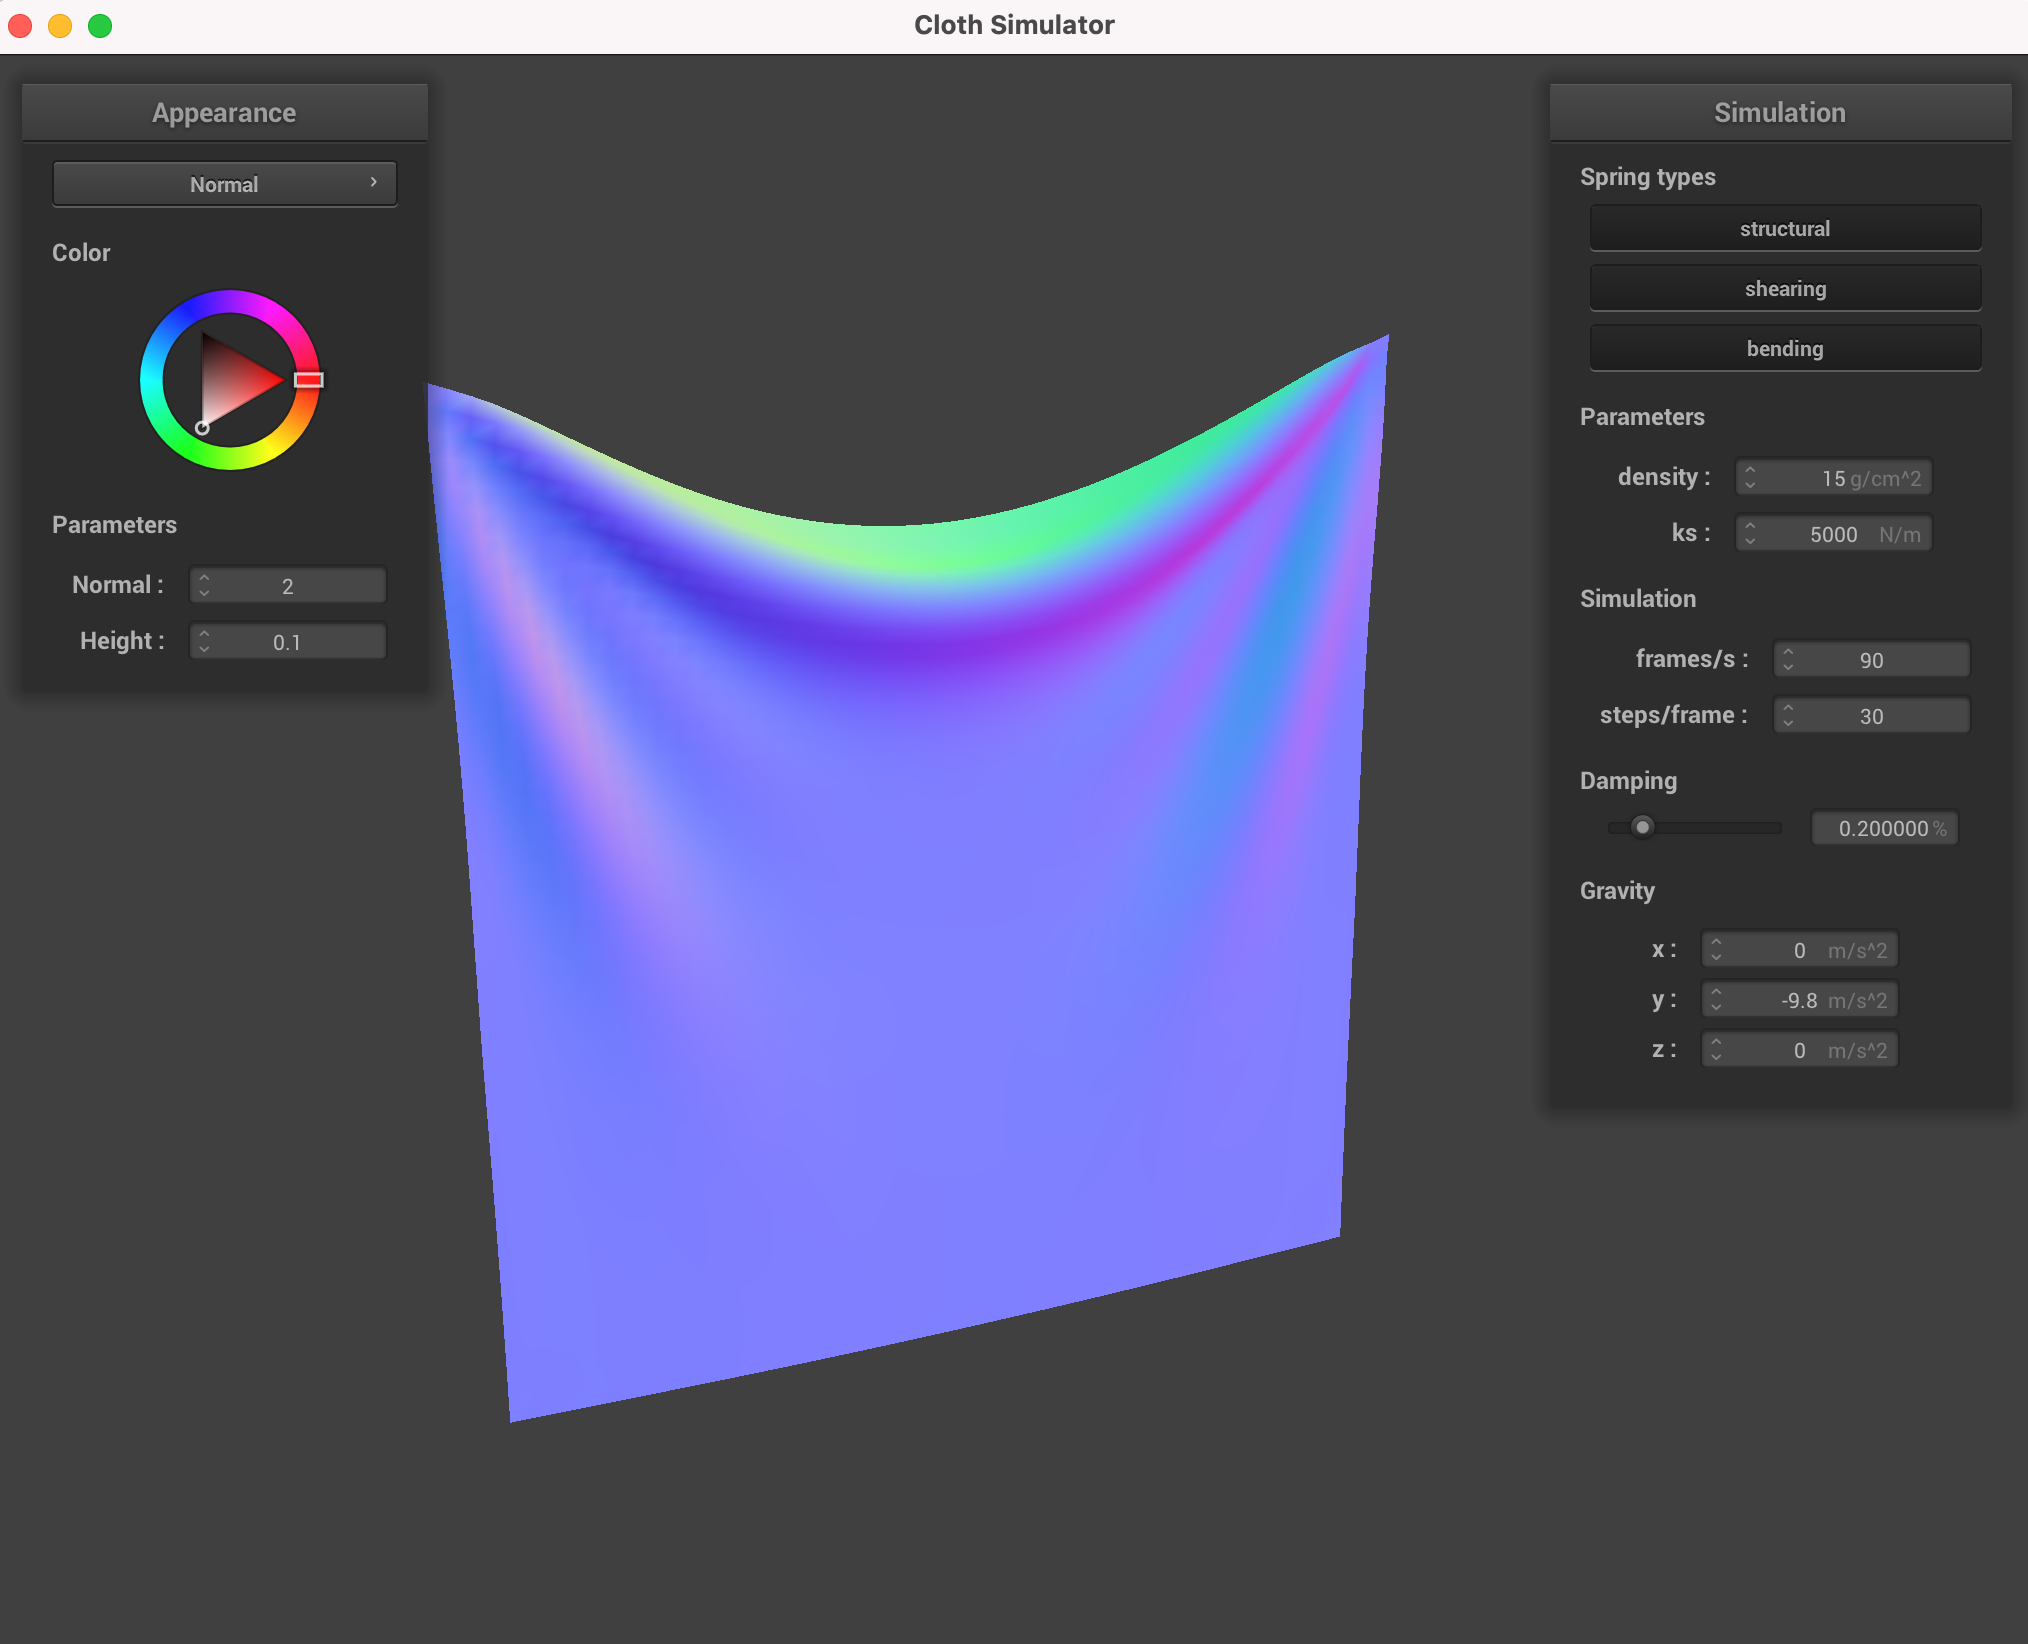 Cloth Simulator
Appearance
Normal
Color
Parameters
Normal : 2
Height : 0.1
Simulation
Spring types
structural
shearing
bending
Parameters
density : 15 g/cm^2
ks : 5000 N/m
Simulation
frames/s : 90
steps/frame : 30
Damping
0.200000 %
Gravity
x : 0 m/s^2
y : -9.8 m/s^2
z : 0 m/s^2